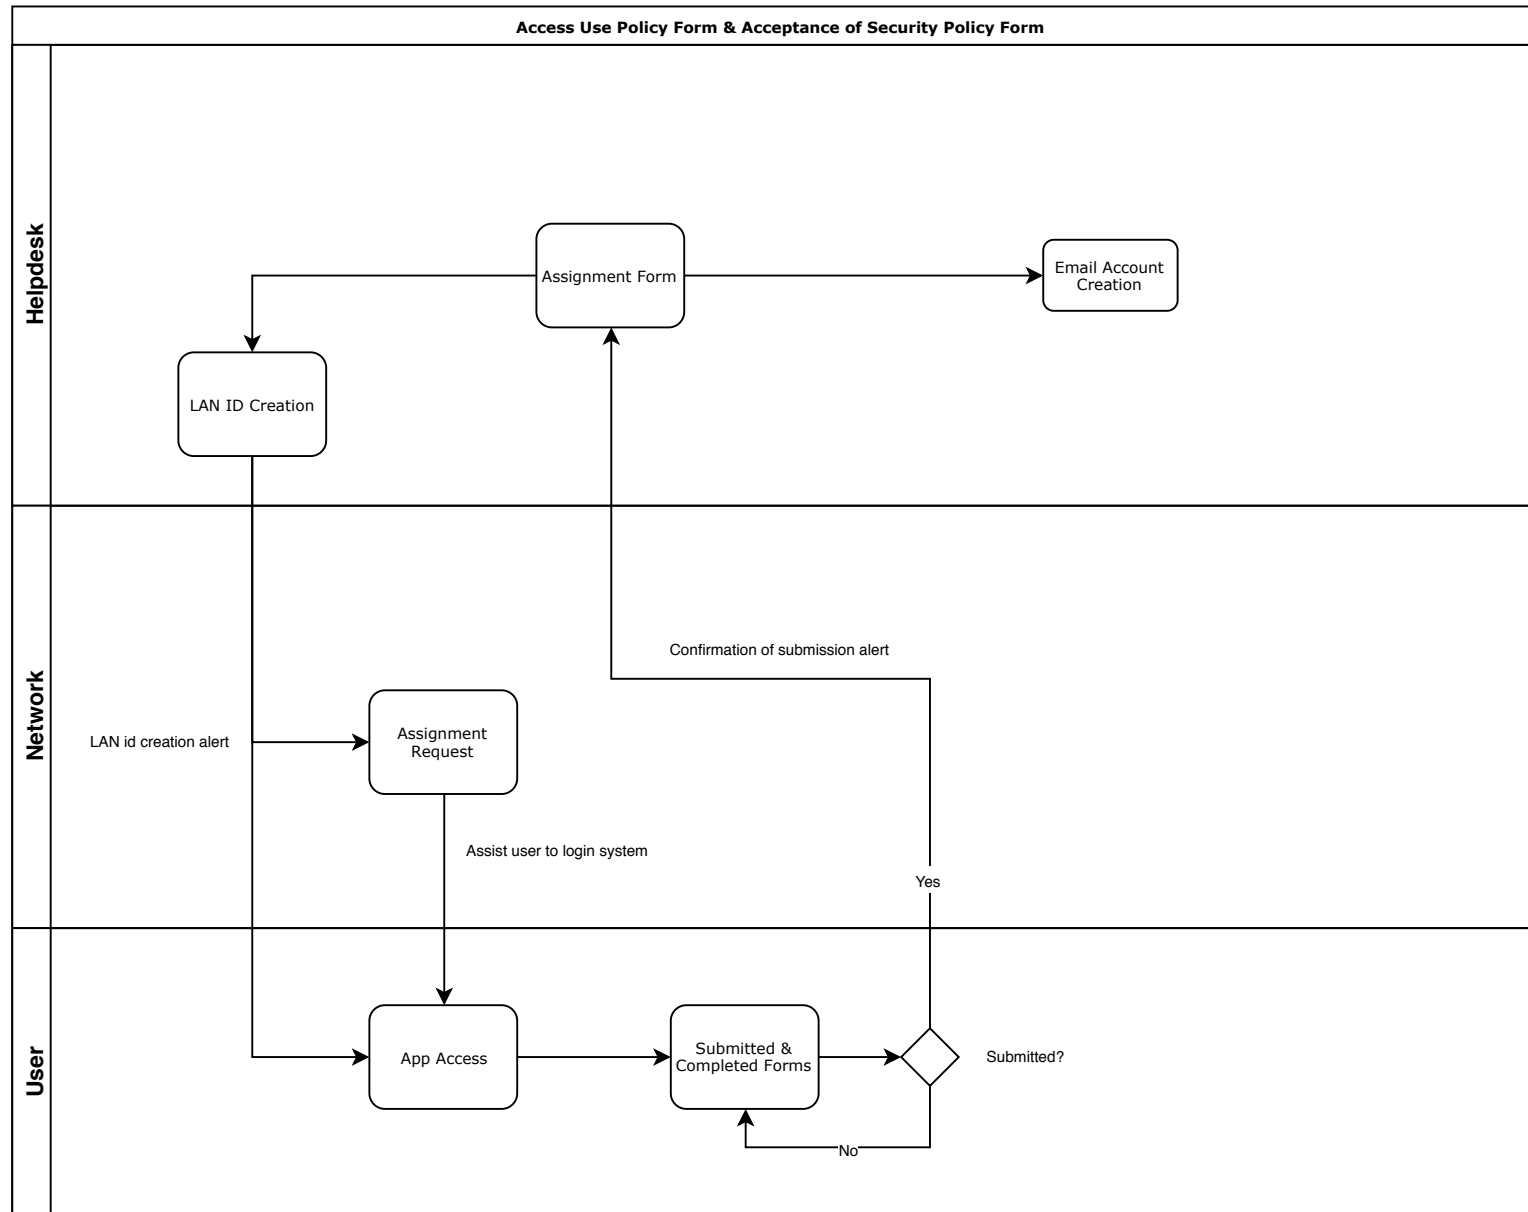 Access Use Policy Form & Acceptance of Security Policy Form
Helpdesk
Assignment Form
Email Account
Creation
LAN ID Creation
Network
Confirmation of submission alert
Assignment
Request
LAN id creation alert
Assist user to login system
Yes
User
App Access
Submitted &
Completed Forms
Submitted?
No